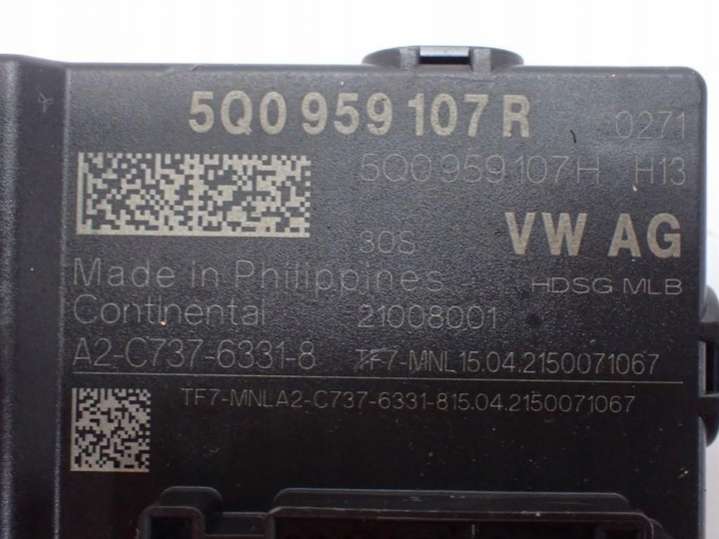 5Q0 959 107 R 0271
5Q0 959 107 H H13
30S VW AG
Made in Philippines HDSG MLB
Continental 21008001
A2-C737-6331-8 TF7-MNL15.04.2150071067
TF7-MNLA2-C737-6331-815.04.2150071067